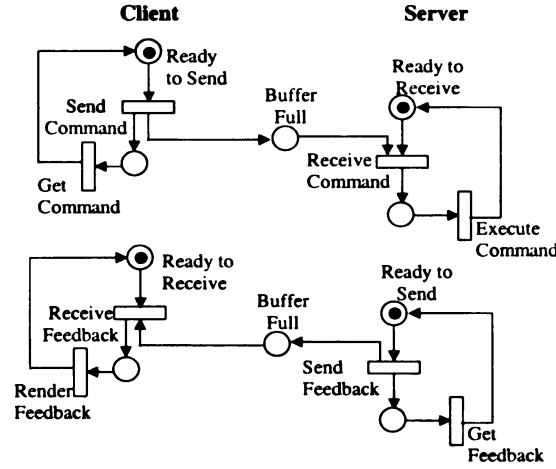 Client
Server
Ready
to Send
Send
Command
Get
Command
Buffer
Full
Ready to
Receive
Receive
Command
Execute
Command
Ready to
Receive
Receive
Feedback
Render
Feedback
Buffer
Full
Ready to
Send
Send
Feedback
Get
Feedback